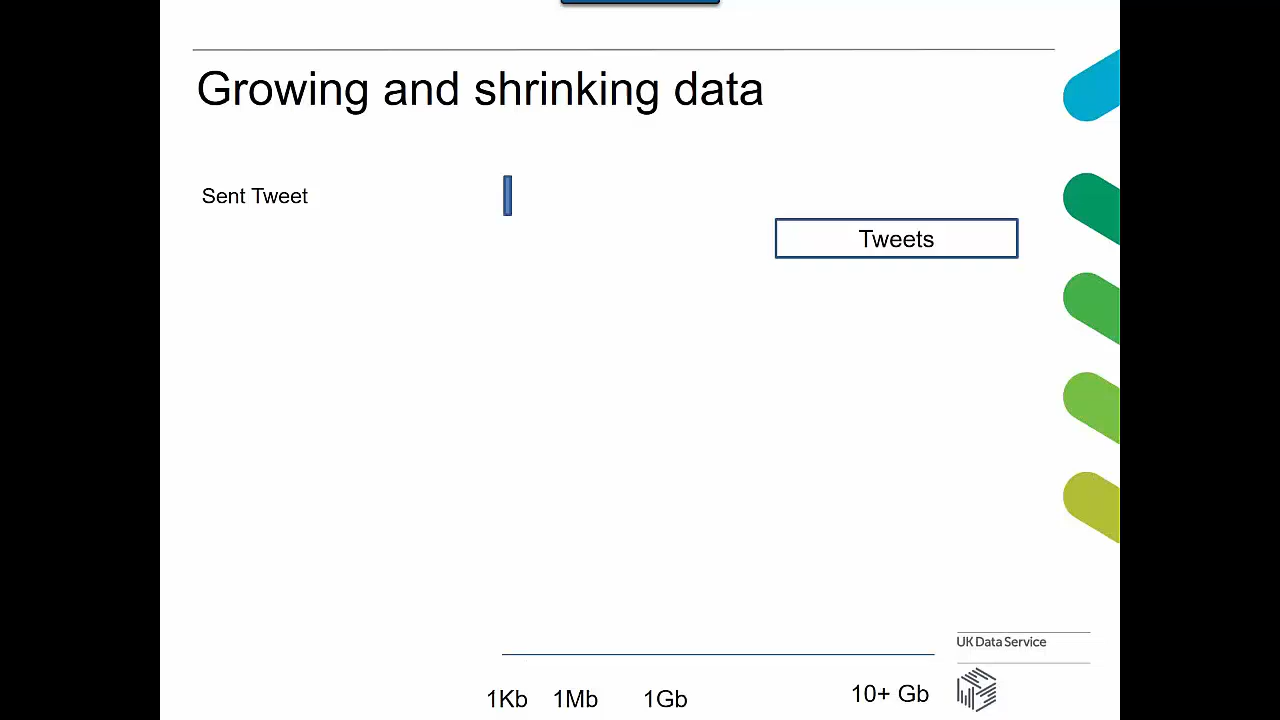 Growing and shrinking data
Sent Tweet
Tweets
UK Data Service
1Kb 1Mb 1Gb 10+ Gb